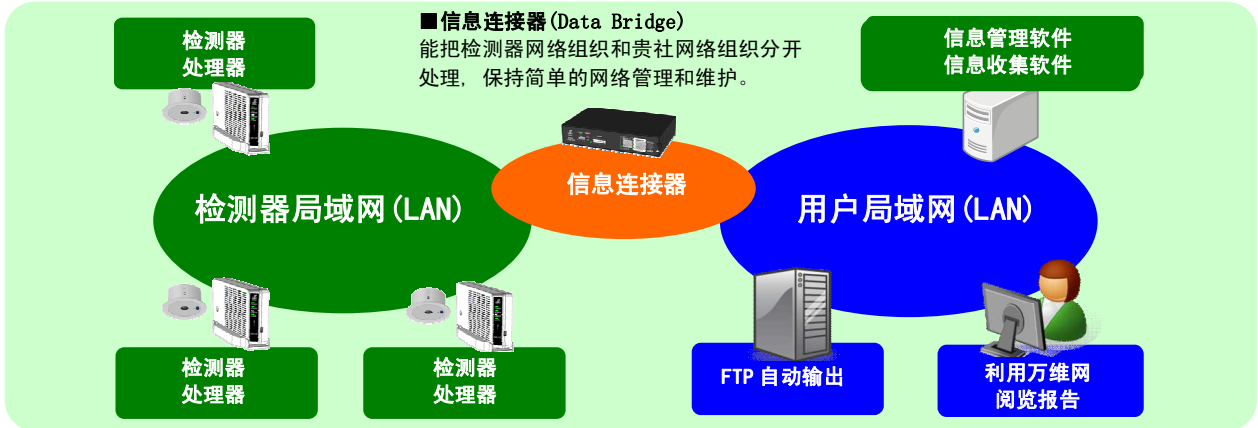 ■信息连接器(Data Bridge)
能把检测器网络组织和贵社网络组织分开
处理, 保持简单的网络管理和维护。
检测器
处理器
信息管理软件
信息收集软件
检测器局域网(LAN)
信息连接器
用户局域网(LAN)
检测器
处理器
检测器
处理器
FTP 自动输出
利用万维网
阅览报告